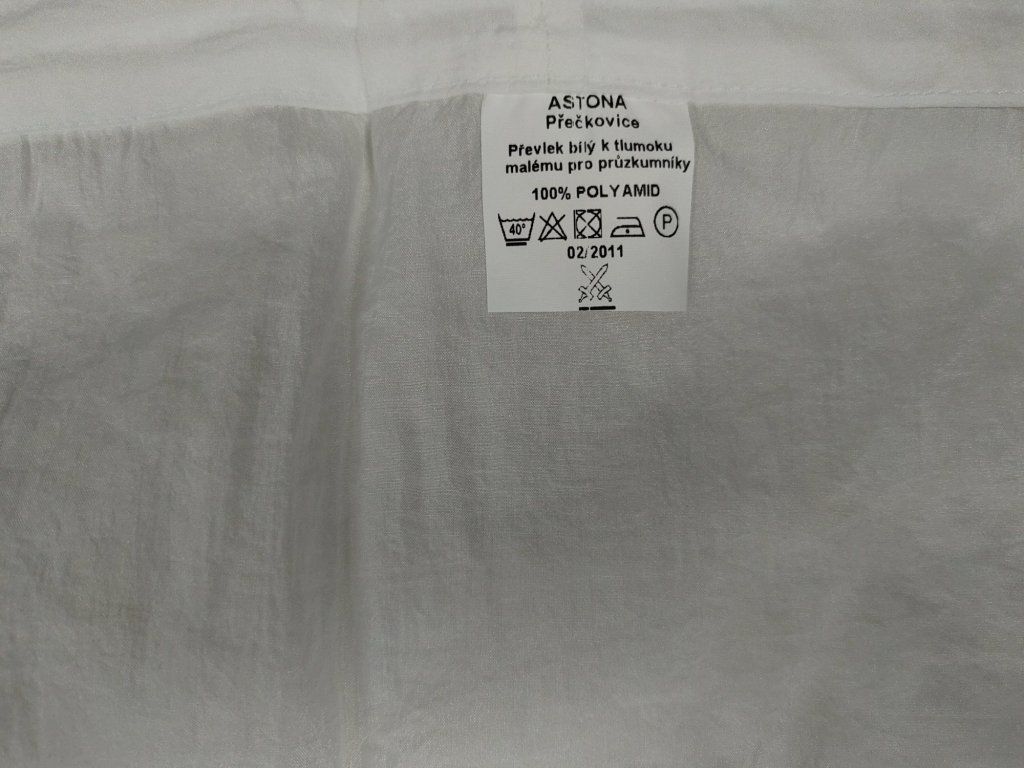 ASTONA
Přečkovice
Převlek bílý k tlumoku
malému pro průzkumníky
100% POLYAMID
40° P
02/2011